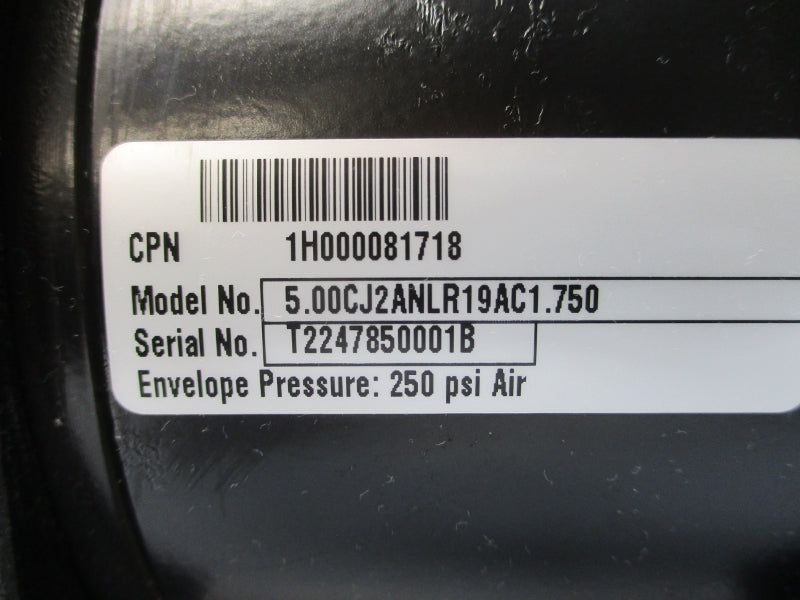 CPN 1H000081718
Model No. 5.00CJ2ANLR19AC1.750
Serial No. T2247850001B
Envelope Pressure: 250 psi Air